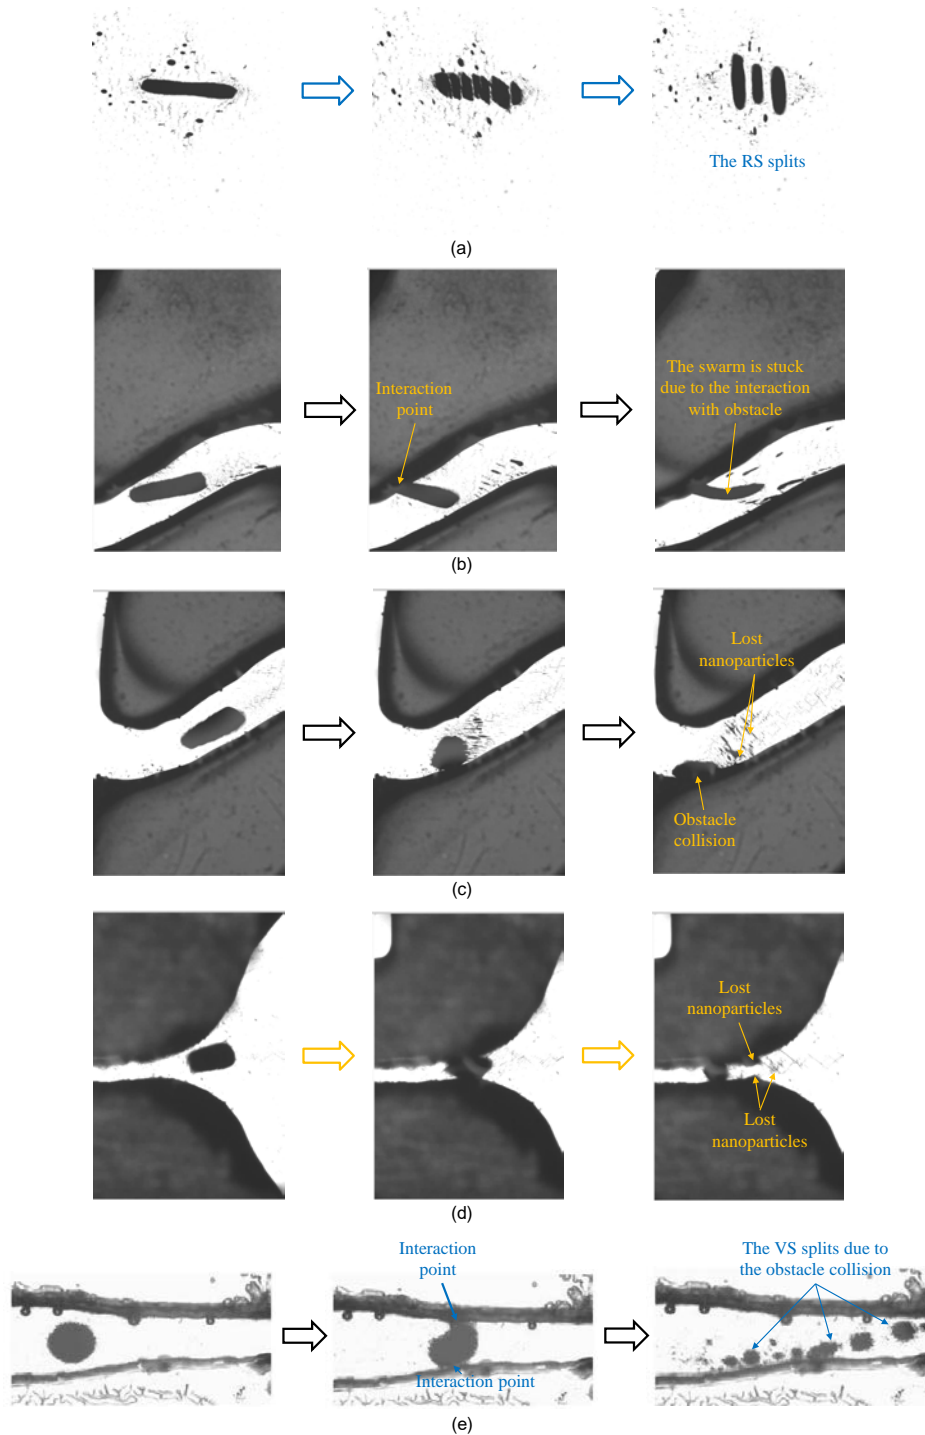 The RS splits
(a)
Interaction
point
The swarm is stuck
due to the interaction
with obstacle
(b)
Lost
nanoparticles
Obstacle
collision
(c)
Lost
nanoparticles
Lost
nanoparticles
(d)
Interaction
point
Interaction point
The VS splits due to
the obstacle collision
(e)